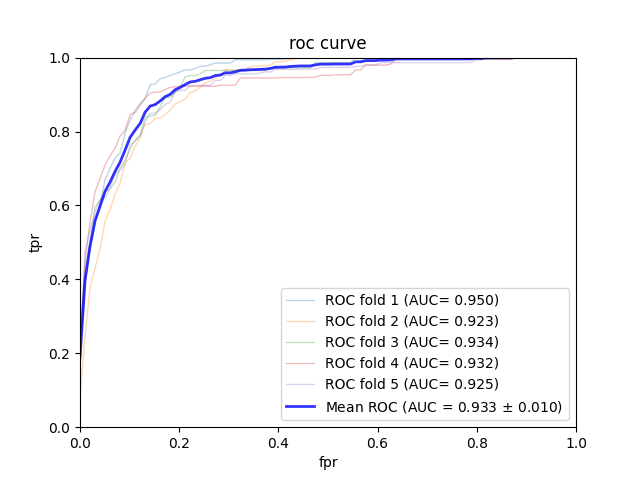 roc curve
1.0
0.8
0.6
0.4
0.2
0.0
tpr
ROC fold 1 (AUC= 0.950)
ROC fold 2 (AUC= 0.923)
ROC fold 3 (AUC= 0.934)
ROC fold 4 (AUC= 0.932)
ROC fold 5 (AUC= 0.925)
Mean ROC (AUC = 0.933 ± 0.010)
0.0 0.2 0.4 0.6 0.8 1.0
fpr